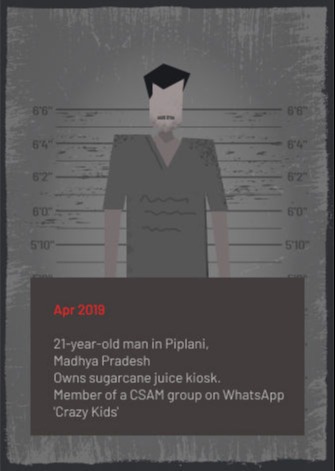 6'6" 6'6"
6'4" 6'4"
6'2" 6'2"
6'0" 6'0"
5'10" 5'10"
Apr 2019
21-year-old man in Piplani,
Madhya Pradesh
Owns sugarcane juice kiosk.
Member of a CSAM group on WhatsApp
'Crazy Kids'